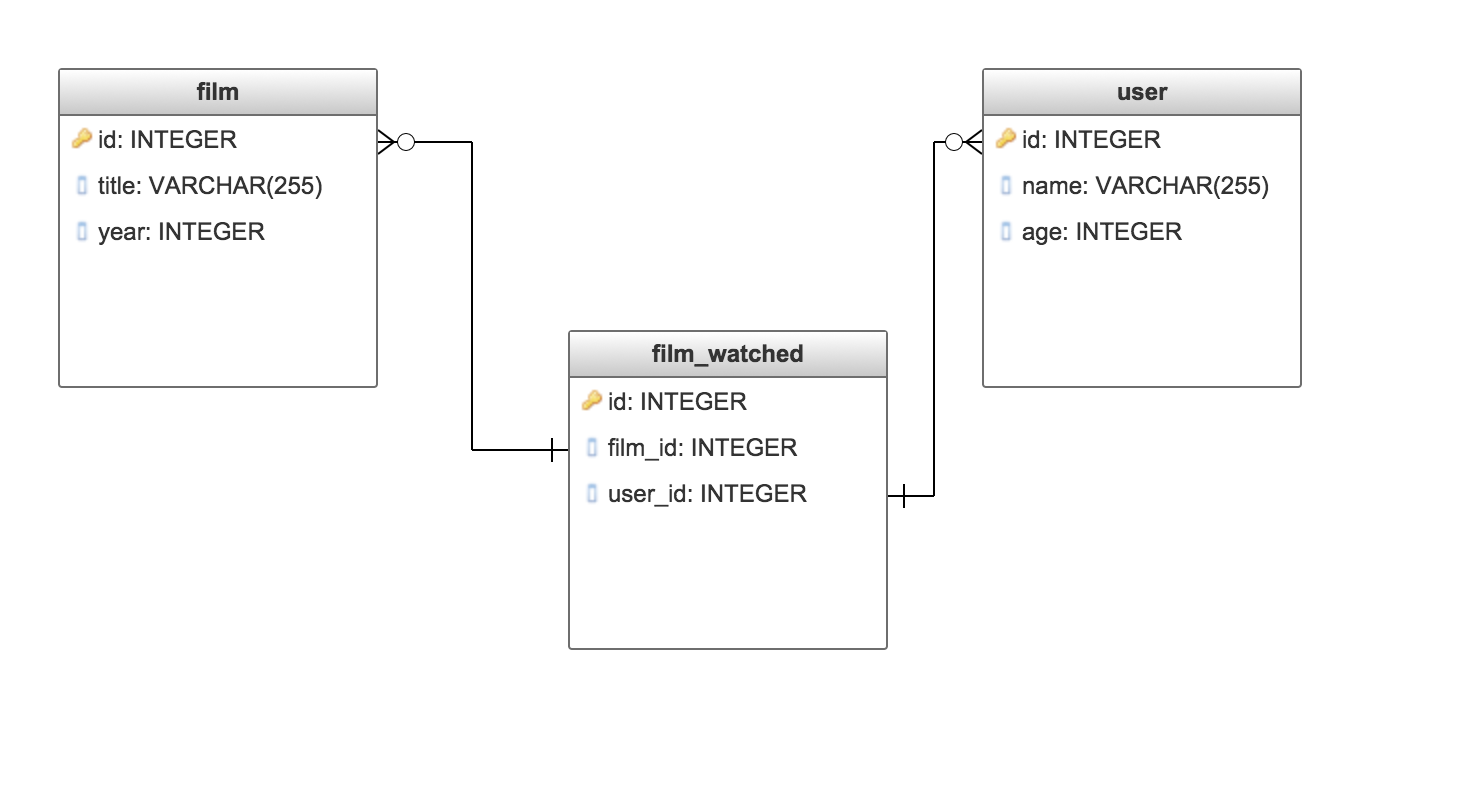 film
id: INTEGER
title: VARCHAR(255)
year: INTEGER
user
id: INTEGER
name: VARCHAR(255)
age: INTEGER
film_watched
id: INTEGER
film_id: INTEGER
user_id: INTEGER